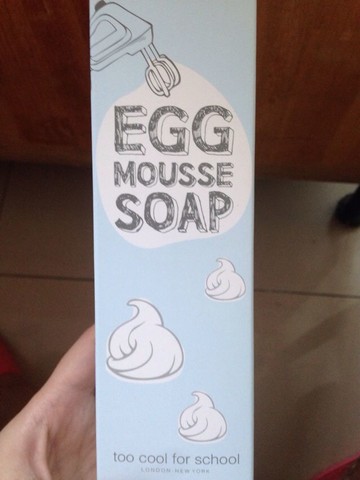 EGG
MOUSSE
SOAP
too cool for school
LONDON NEW YORK